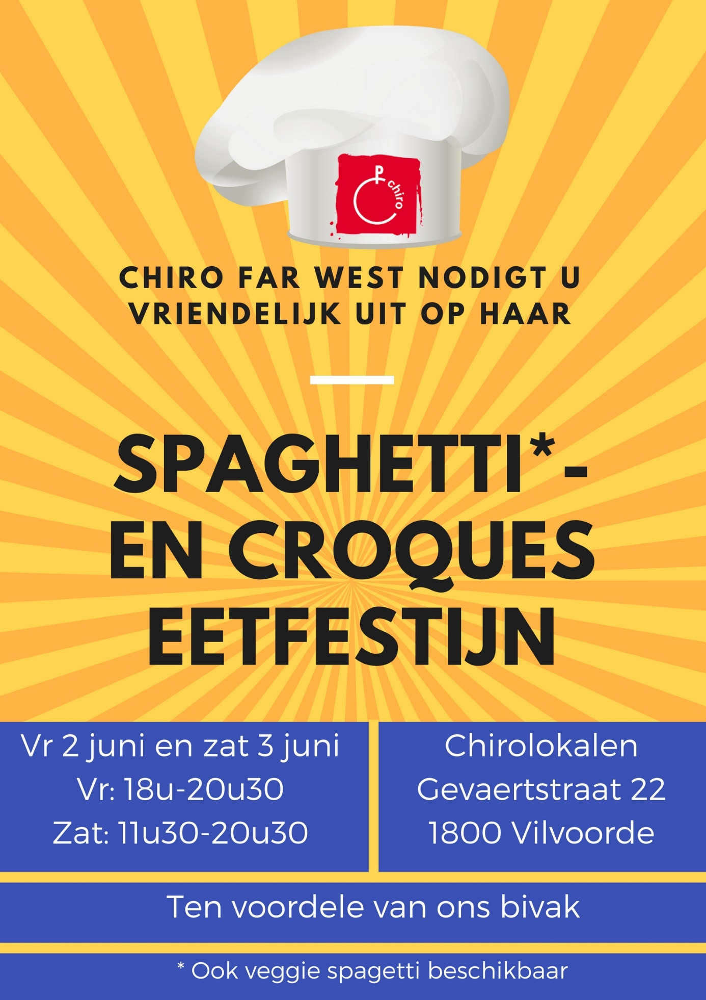 P
chiro
CHIRO FAR WEST NODIGT U
VRIENDELIJK UIT OP HAAR
SPAGHETTI*-
EN CROQUES
EETFESTIJN
Vr 2 juni en zat 3 juni
Vr: 18u-20u30
Zat: 11u30-20u30
Chirolokalen
Gevaertstraat 22
1800 Vilvoorde
Ten voordele van ons bivak
* Ook veggie spagetti beschikbaar